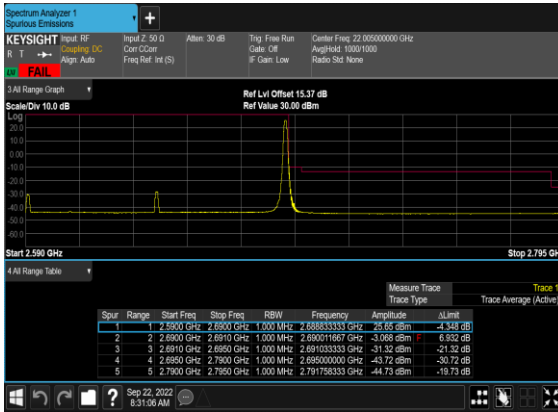 Spectrum Analyzer 1
Spurious Emissions
+
KEYSIGHT Input: RF Input Z: 50 Ω Atten: 30 dB Trig: Free Run Center Freq: 22.005000000 GHz
R T Coupling: DC Corr CCorr Gate: Off Avg|Hold: 1000/1000
Align: Auto Freq Ref: Int (S) IF Gain: Low Radio Std: None
FAIL
3 All Range Graph Ref Lvl Offset 15.37 dB
Scale/Div 10.0 dB Ref Value 30.00 dBm
Log
20.0
10.0
0.00
-10.0
-20.0
-30.0
-40.0
-50.0
-60.0
Start 2.590 GHz Stop 2.795 GH
4 All Range Table
Measure Trace Trace 1
Trace Type Trace Average (Active)
Spur Range Start Freq Stop Freq RBW Frequency Amplitude ΔLimit
1 1 2.5900 GHz 2.6900 GHz 1.000 MHz 2.688833333 GHz 25.65 dBm -4.348 dB
2 2 2.6900 GHz 2.6910 GHz 1.000 MHz 2.690011667 GHz -3.068 dBm F 6.932 dB
3 3 2.6910 GHz 2.6950 GHz 1.000 MHz 2.691033333 GHz -31.32 dBm -21.32 dB
4 4 2.6950 GHz 2.7900 GHz 1.000 MHz 2.695000000 GHz -43.72 dBm -30.72 dB
5 5 2.7900 GHz 2.7950 GHz 1.000 MHz 2.791758333 GHz -44.73 dBm -19.73 dB
? Sep 22, 2022
8:31:06 AM